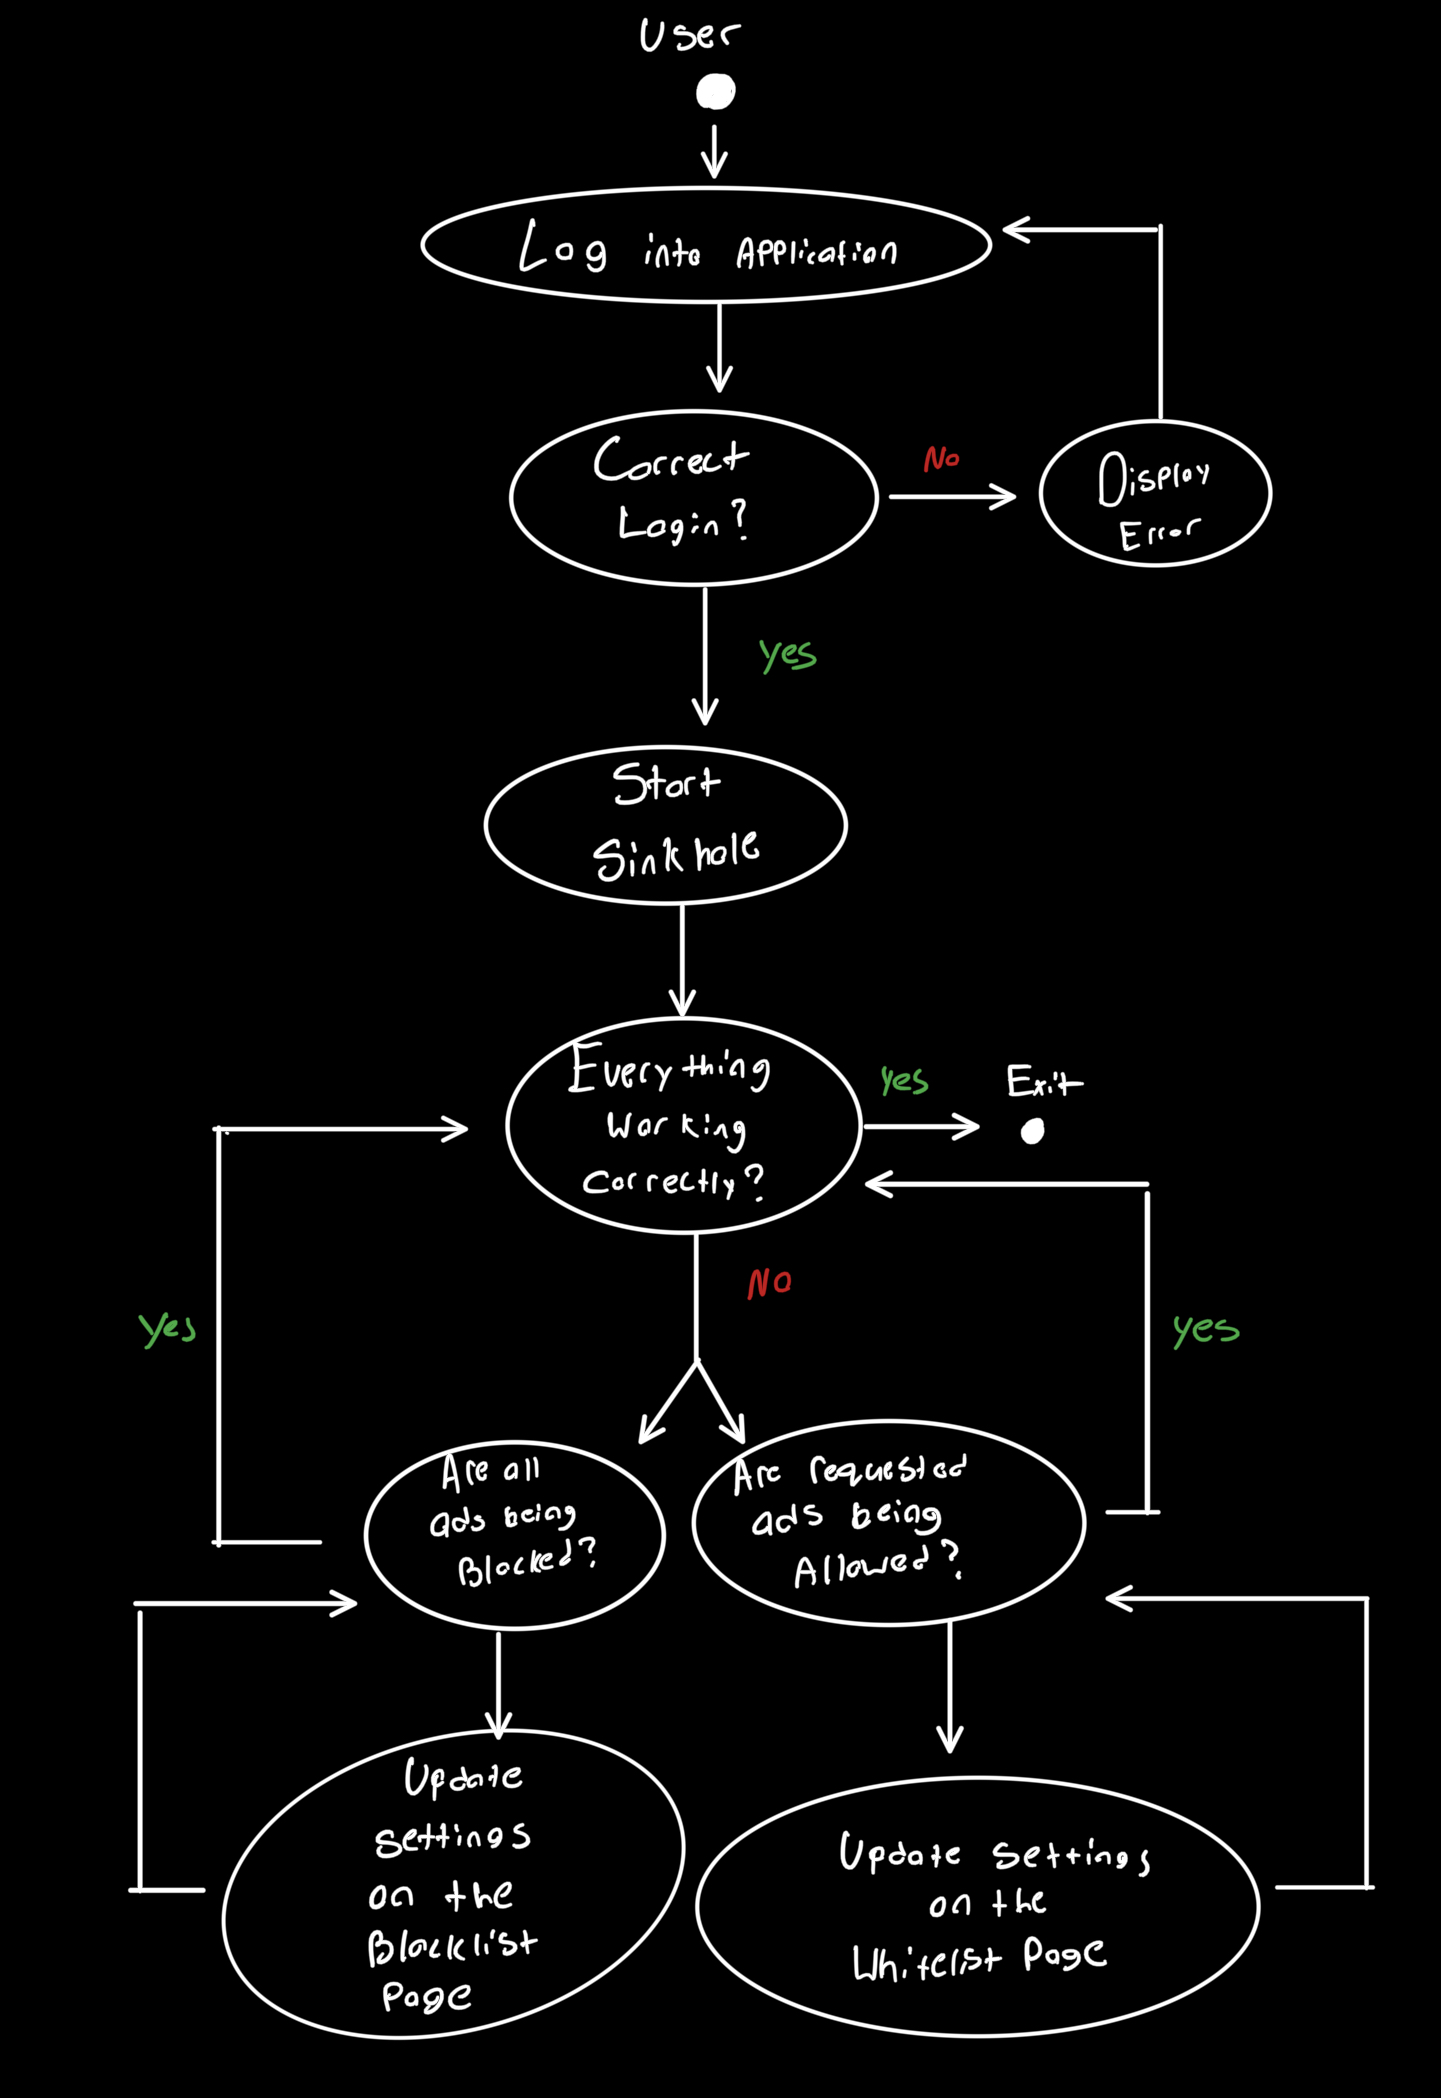 User
Log into Application
Correct
Login?
No
Display
Error
Yes
Start
Sinkhole
Everything
Working
Correctly?
Yes
Exit
No
Yes
Yes
Are all
ads being
Blocked?
Are requested
ads being
Allowed?
Update
settings
on the
Blacklist
Page
Update settings
on the
Whitelist Page